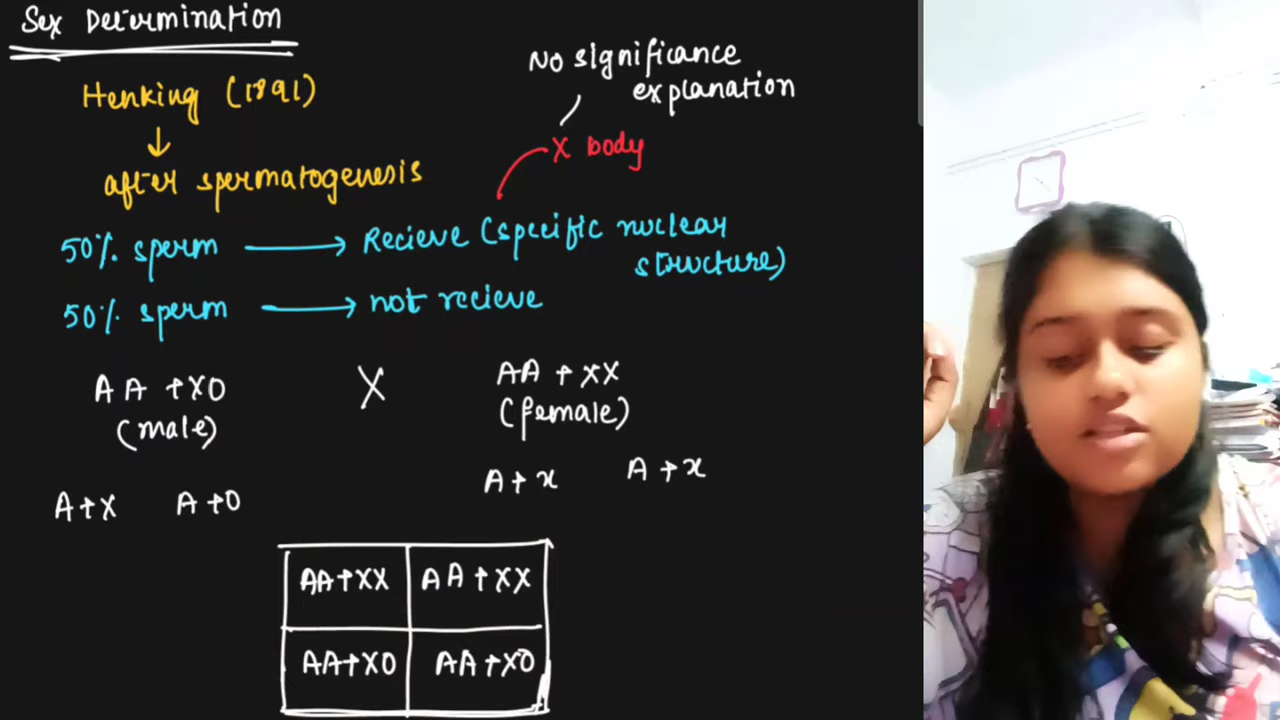 Sex Determination
Henking (1891)
↓
after spermatogenesis
No significance
explanation
X body
50% sperm → Recieve (specific nuclear
structure)
50% sperm → not recieve
AA + XO X AA + XX
(male) (female)
A + X A + O A + x A + x
AA + XX AA + XX
AA + XO AA + XO